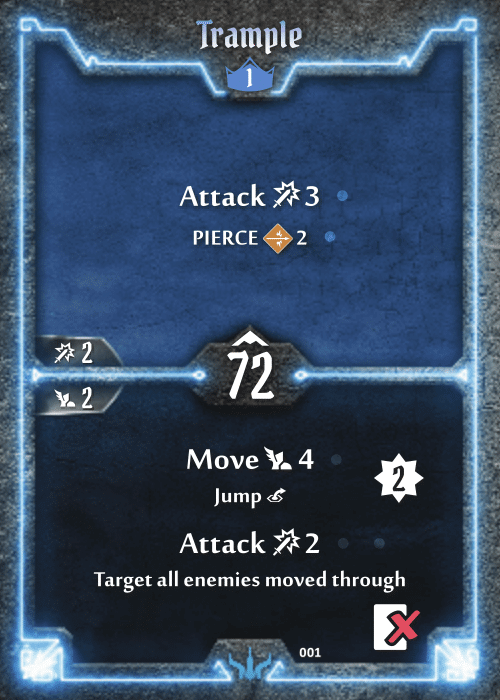 Trample
1
Attack 3
PIERCE 2
2
72
2
Move 4
Jump
2
Attack 2
Target all enemies moved through
001